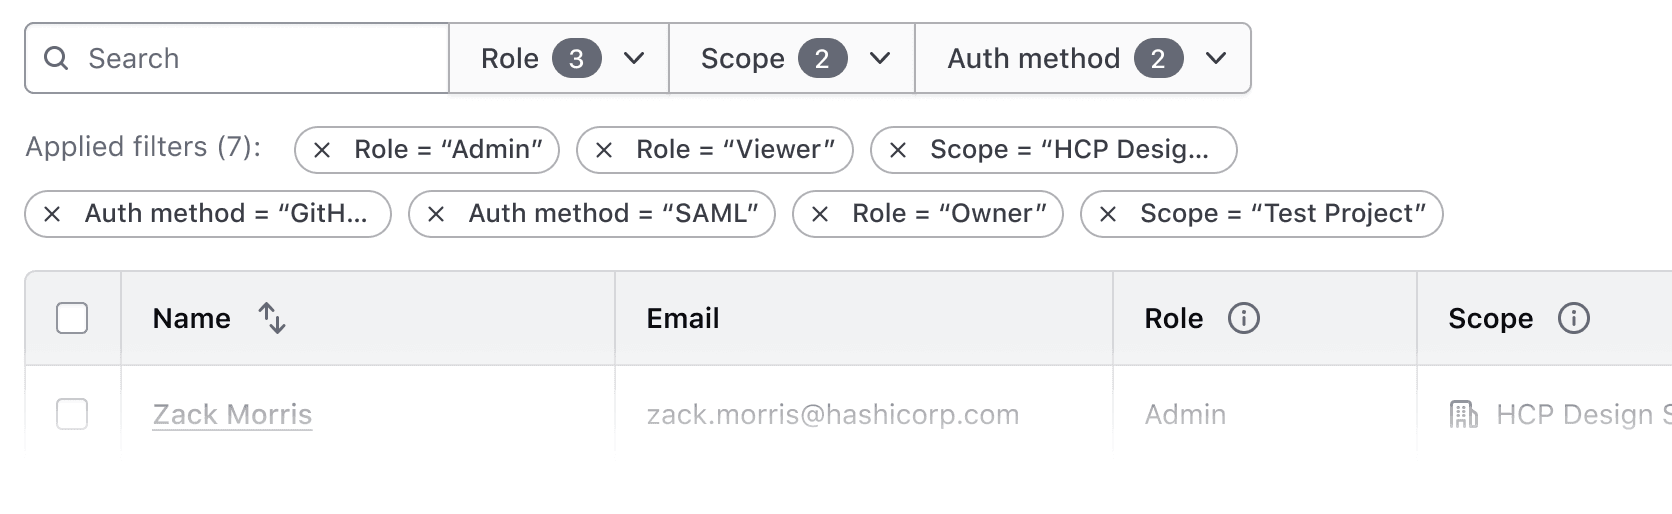 Search Role 3 Scope 2 Auth method 2
Applied filters (7): Role = “Admin” Role = “Viewer” Scope = “HCP Desig...
Auth method = “GitH... Auth method = “SAML” Role = “Owner” Scope = “Test Project”
Name Email Role Scope
Zack Morris zack.morris@hashicorp.com Admin HCP Design